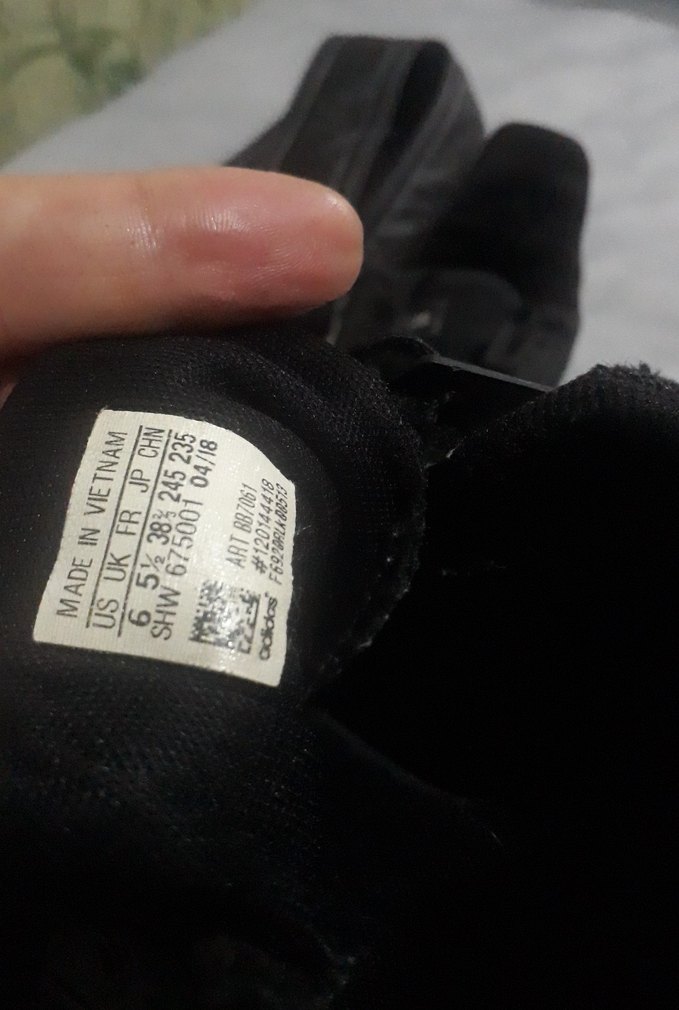 MADE IN VIETNAM
US UK FR JP CHN
6 5½ 38⅔ 245 235
SHW 675001 04/18
ART BB7061
#120144418
adidas